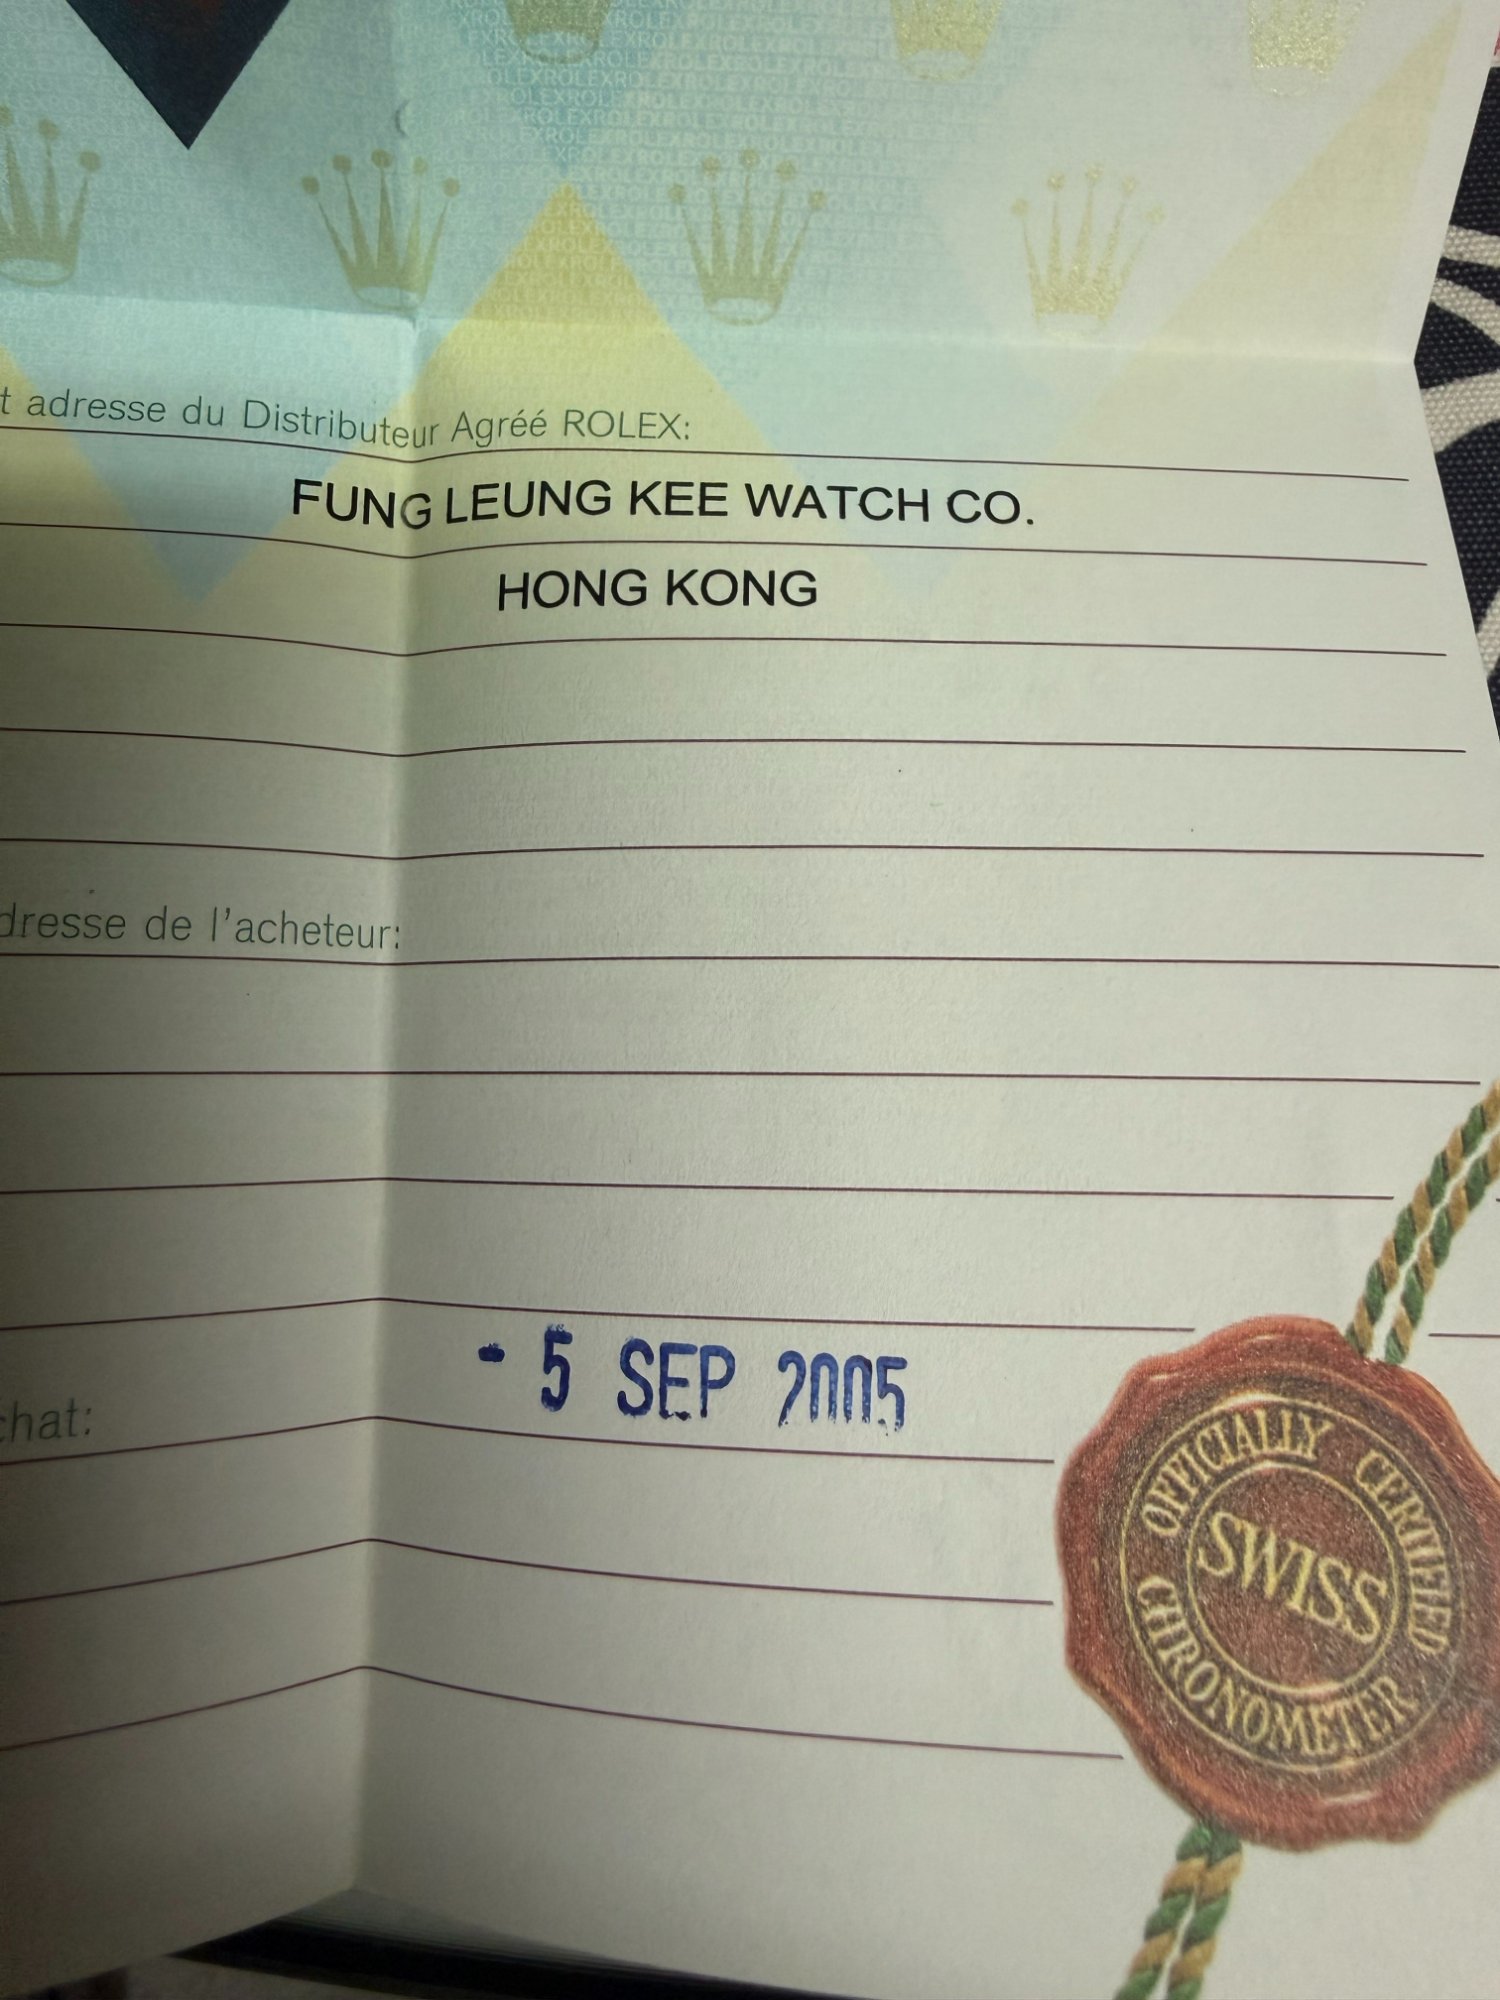 t adresse du Distributeur Agréé ROLEX:
FUNG LEUNG KEE WATCH CO.
HONG KONG
dresse de l'acheteur:
- 5 SEP 2005
chat:
OFFICIALLY CERTIFIED
SWISS
CHRONOMETER